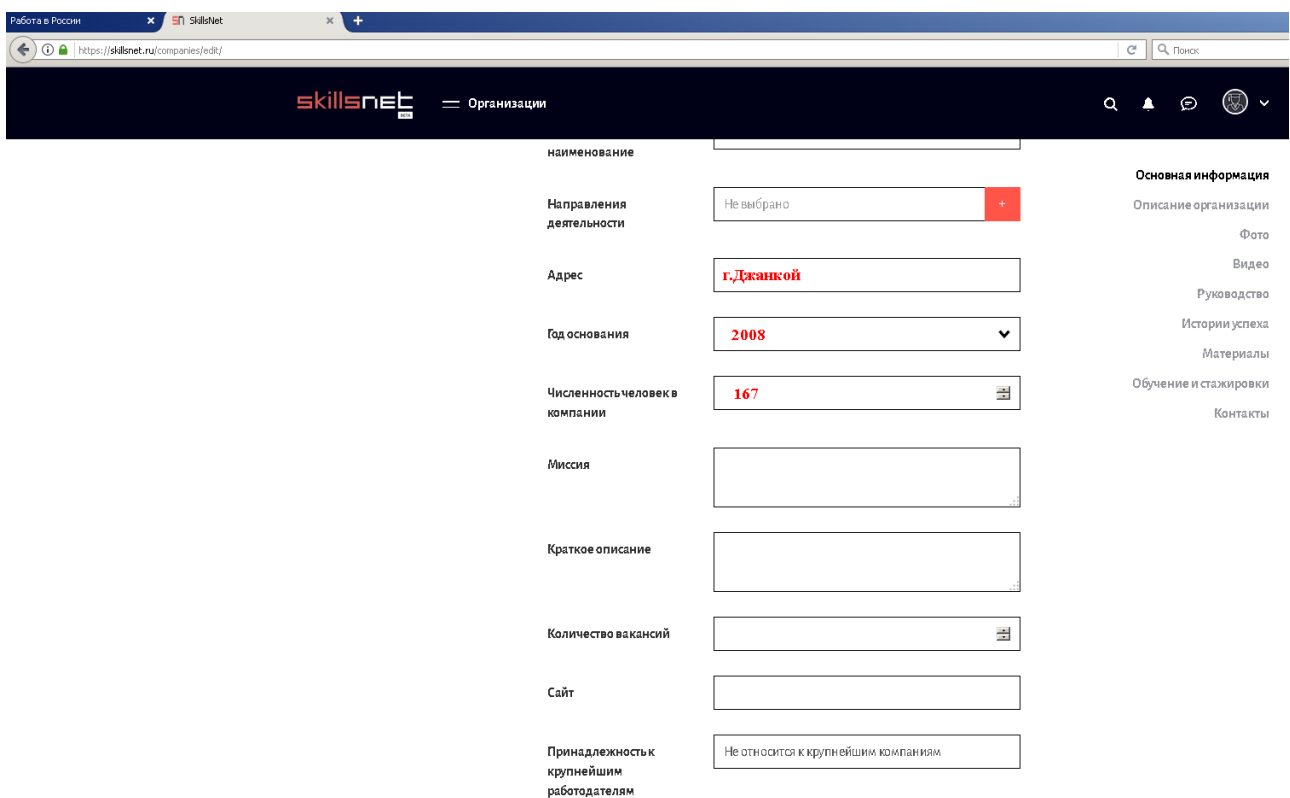 Работа в России
SkillsNet
https://skillsnet.ru/companies/edit/
Поиск
skillsnet
BETA
Организации
наименование
Основная информация
Направления
деятельности
Не выбрано
+
Описание организации
Фото
Видео
Адрес
г.Джанкой
Руководство
Год основания
2008
Истории успеха
Материалы
Численность человек в
компании
167
Обучение и стажировки
Контакты
Миссия
Краткое описание
Количество вакансий
Сайт
Принадлежность к
крупнейшим
работодателям
Не относится к крупнейшим компаниям